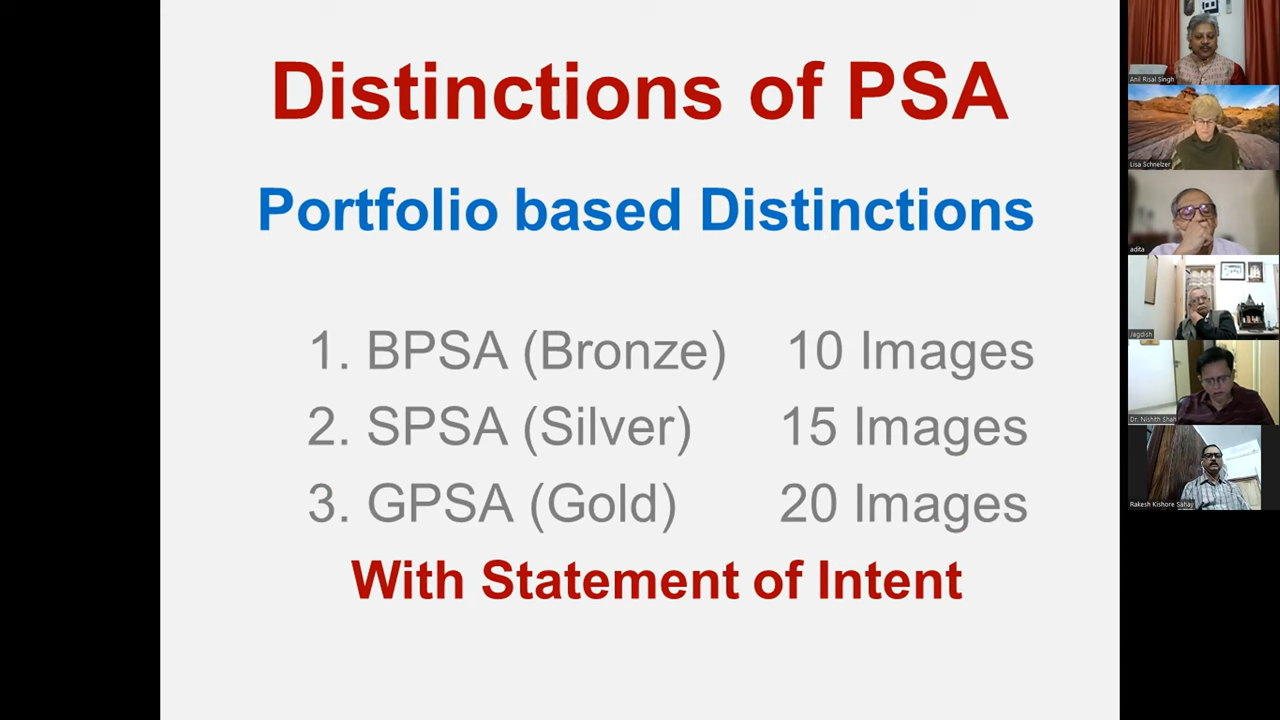 Distinctions of PSA
Portfolio based Distinctions
1. BPSA (Bronze) 10 Images
2. SPSA (Silver) 15 Images
3. GPSA (Gold) 20 Images
With Statement of Intent
Anil Risal Singh
Lisa Schnelzer
adita
Jagdish
Dr. Nishith Shah
Rakesh Kishore Sahay